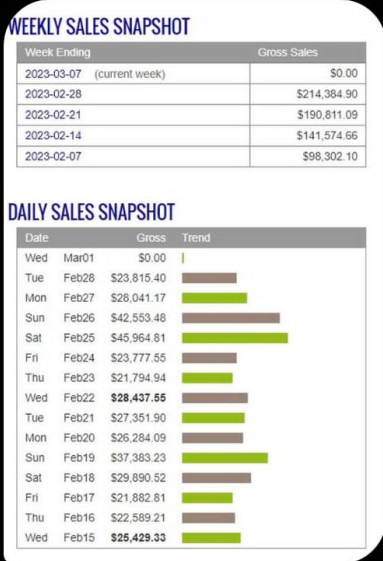 WEEKLY SALES SNAPSHOT
Week Ending Gross Sales
2023-03-07 (current week) $0.00
2023-02-28 $214,384.90
2023-02-21 $190,811.09
2023-02-14 $141,574.66
2023-02-07 $98,302.10
DAILY SALES SNAPSHOT
Date Gross Trend
Wed Mar01 $0.00
Tue Feb28 $23,815.40
Mon Feb27 $28,041.17
Sun Feb26 $42,553.48
Sat Feb25 $45,964.81
Fri Feb24 $23,777.55
Thu Feb23 $21,794.94
Wed Feb22 $28,437.55
Tue Feb21 $27,351.90
Mon Feb20 $26,284.09
Sun Feb19 $37,383.23
Sat Feb18 $29,890.52
Fri Feb17 $21,882.81
Thu Feb16 $22,589.21
Wed Feb15 $25,429.33